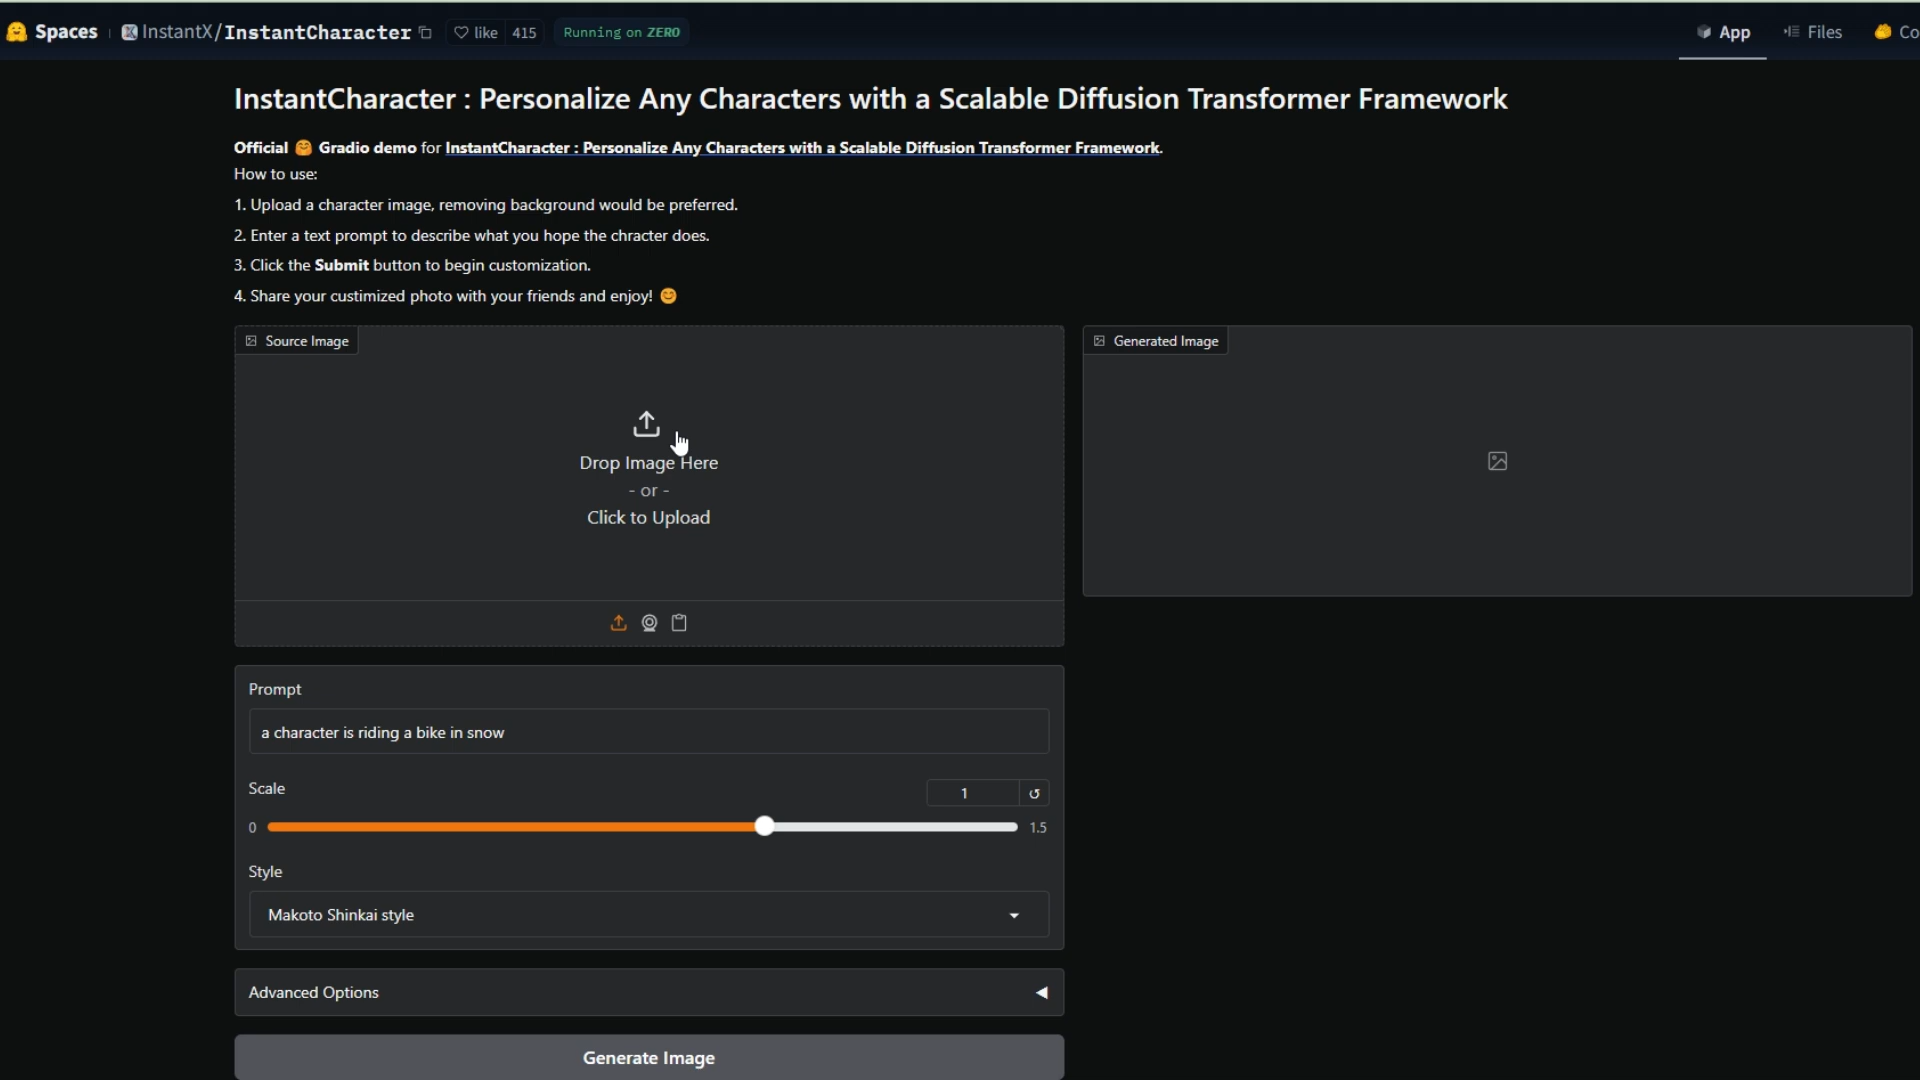 Spaces InstantX/InstantCharacter like 415 Running on ZERO App Files Co
InstantCharacter : Personalize Any Characters with a Scalable Diffusion Transformer Framework
Official 🤗 Gradio demo for InstantCharacter : Personalize Any Characters with a Scalable Diffusion Transformer Framework.
How to use:
1. Upload a character image, removing background would be preferred.
2. Enter a text prompt to describe what you hope the chracter does.
3. Click the Submit button to begin customization.
4. Share your custimized photo with your friends and enjoy! 😊
Source Image
Generated Image
Drop Image Here
- or -
Click to Upload
Prompt
a character is riding a bike in snow
Scale
1
0
1.5
Style
Makoto Shinkai style
Advanced Options
Generate Image